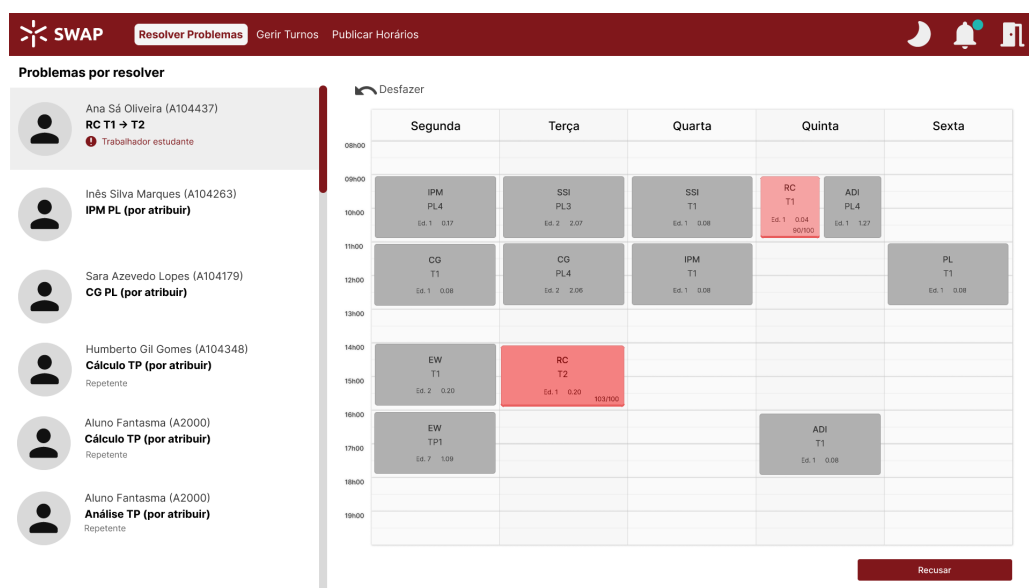 SWAP
Resolver Problemas
Gerir Turnos
Publicar Horários
Problemas por resolver
Ana Sá Oliveira (A104437)
RC T1 → T2
Trabalhador estudante
Inês Silva Marques (A104263)
IPM PL (por atribuir)
Sara Azevedo Lopes (A104179)
CG PL (por atribuir)
Humberto Gil Gomes (A104348)
Cálculo TP (por atribuir)
Repetente
Aluno Fantasma (A2000)
Cálculo TP (por atribuir)
Repetente
Aluno Fantasma (A2000)
Análise TP (por atribuir)
Repetente
Desfazer
Segunda
Terça
Quarta
Quinta
Sexta
08h00
09h00
IPM
PL4
Ed. 1 0.17
SSI
PL3
Ed. 2 2.07
SSI
T1
Ed. 1 0.08
RC
T1
Ed. 1 0.04
90/100
ADI
PL4
Ed. 1 1.27
10h00
11h00
CG
T1
Ed. 1 0.08
CG
PL4
Ed. 2 2.06
IPM
T1
Ed. 1 0.08
PL
T1
Ed. 1 0.08
12h00
13h00
14h00
EW
T1
Ed. 2 0.20
RC
T2
Ed. 1 0.20
103/100
15h00
16h00
EW
TP1
Ed. 7 1.09
ADI
T1
Ed. 1 0.08
17h00
18h00
19h00
Recusar